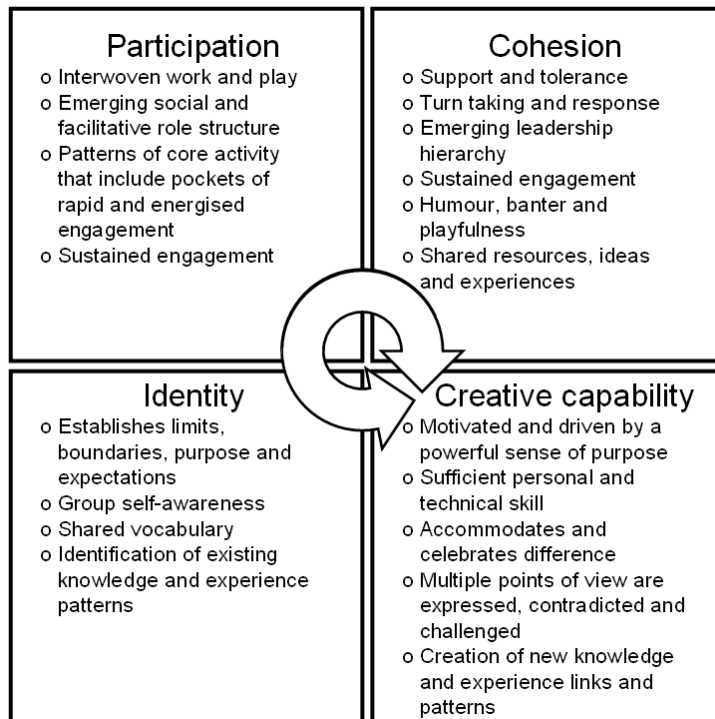 Participation
o Interwoven work and play
o Emerging social and
facilitative role structure
o Patterns of core activity
that include pockets of
rapid and energised
engagement
o Sustained engagement
Cohesion
o Support and tolerance
o Turn taking and response
o Emerging leadership
hierarchy
o Sustained engagement
o Humour, banter and
playfulness
o Shared resources, ideas
and experiences
Identity
o Establishes limits,
boundaries, purpose and
expectations
o Group self-awareness
o Shared vocabulary
o Identification of existing
knowledge and experience
patterns
Creative capability
o Motivated and driven by a
powerful sense of purpose
o Sufficient personal and
technical skill
o Accommodates and
celebrates difference
o Multiple points of view are
expressed, contradicted and
challenged
o Creation of new knowledge
and experience links and
patterns